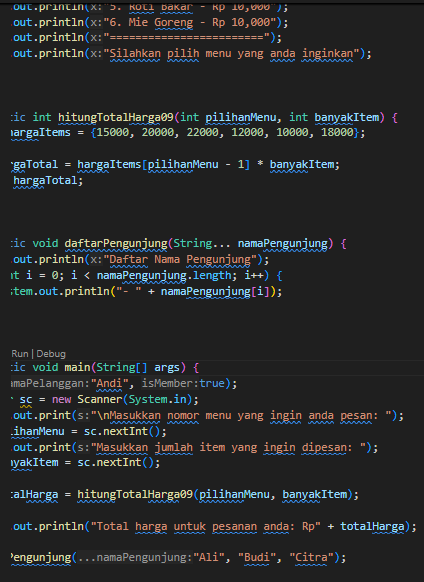 .out.println(x:"5. Roti Bakar - Rp 10,000");
.out.println(x:"6. Mie Goreng - Rp 10,000");
.out.println(x:"=======================");
.out.println(x:"Silahkan pilih menu yang anda inginkan");
tic int hitungTotalHarga09(int pilihanMenu, int banyakItem) {
hargaItems = {15000, 20000, 22000, 12000, 10000, 18000};
rgaTotal = hargaItems[pilihanMenu - 1] * banyakItem;
hargaTotal;
tic void daftarPengunjung(String... namaPengunjung) {
.out.println(x:"Daftar Nama Pengunjung");
nt i = 0; i < namaPengunjung.length; i++) {
stem.out.println("- " + namaPengunjung[i]);
Run | Debug
tic void main(String[] args) {
namaPelanggan:"Andi", isMember:true);
r sc = new Scanner(System.in);
.out.print(s:"\nMasukkan nomor menu yang ingin anda pesan: ");
lihanMenu = sc.nextInt();
.out.print(s:"Masukkan jumlah item yang ingin dipesan: ");
nyakItem = sc.nextInt();
talHarga = hitungTotalHarga09(pilihanMenu, banyakItem);
.out.println("Total harga untuk pesanan anda: Rp" + totalHarga);
Pengunjung(...namaPengunjung:"Ali", "Budi", "Citra");